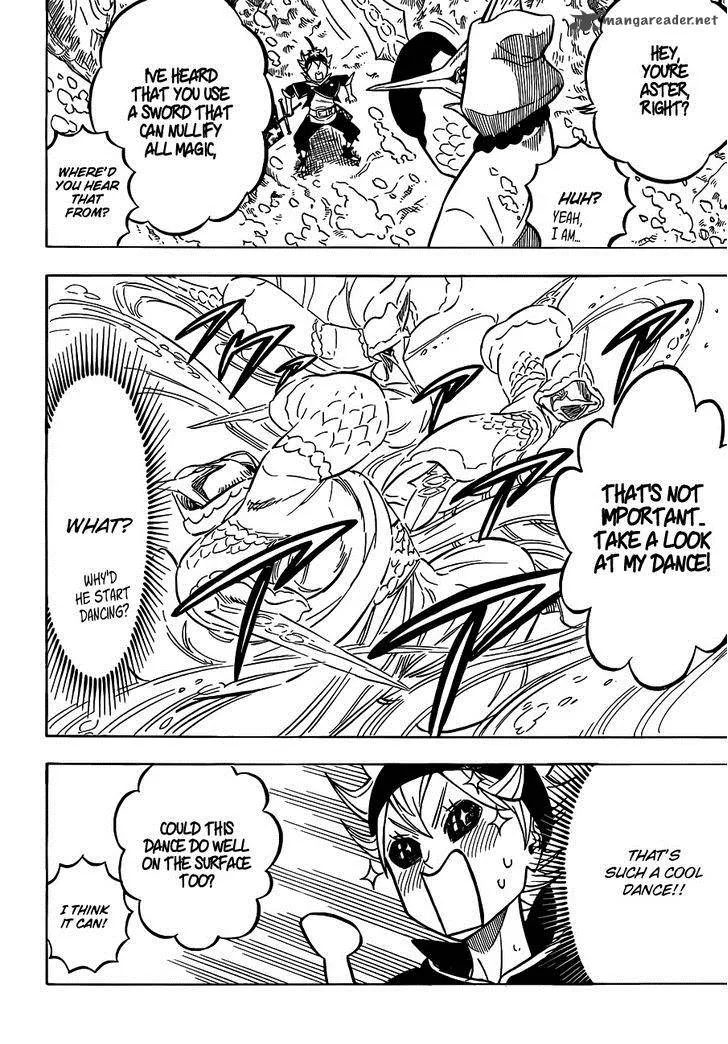 mangareader.net
HEY,
YOU'RE
ASTER,
RIGHT?
HUH?
YEAH,
I AM...
I'VE HEARD
THAT YOU USE
A SWORD THAT
CAN NULLIFY
ALL MAGIC,
WHERE'D
YOU HEAR
THAT
FROM?
THAT'S NOT
IMPORTANT_
TAKE A LOOK
AT MY DANCE!
WHAT?
WHY'D
HE START
DANCING?
THAT'S
SUCH A COOL
DANCE!!
COULD THIS
DANCE DO WELL
ON THE SURFACE
TOO?
I THINK
IT CAN!